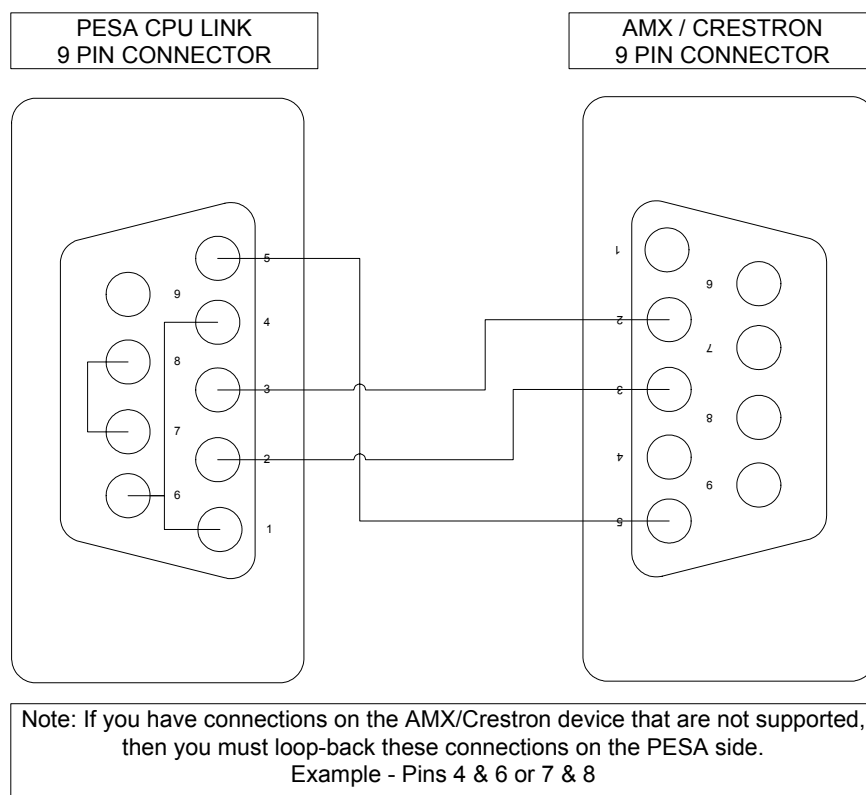 PESA CPU LINK
9 PIN CONNECTOR
AMX / CRESTRON
9 PIN CONNECTOR
5
9
4
8
3
7
2
6
1
1
6
2
7
3
8
4
9
5
Note: If you have connections on the AMX/Crestron device that are not supported,
then you must loop-back these connections on the PESA side.
Example - Pins 4 & 6 or 7 & 8